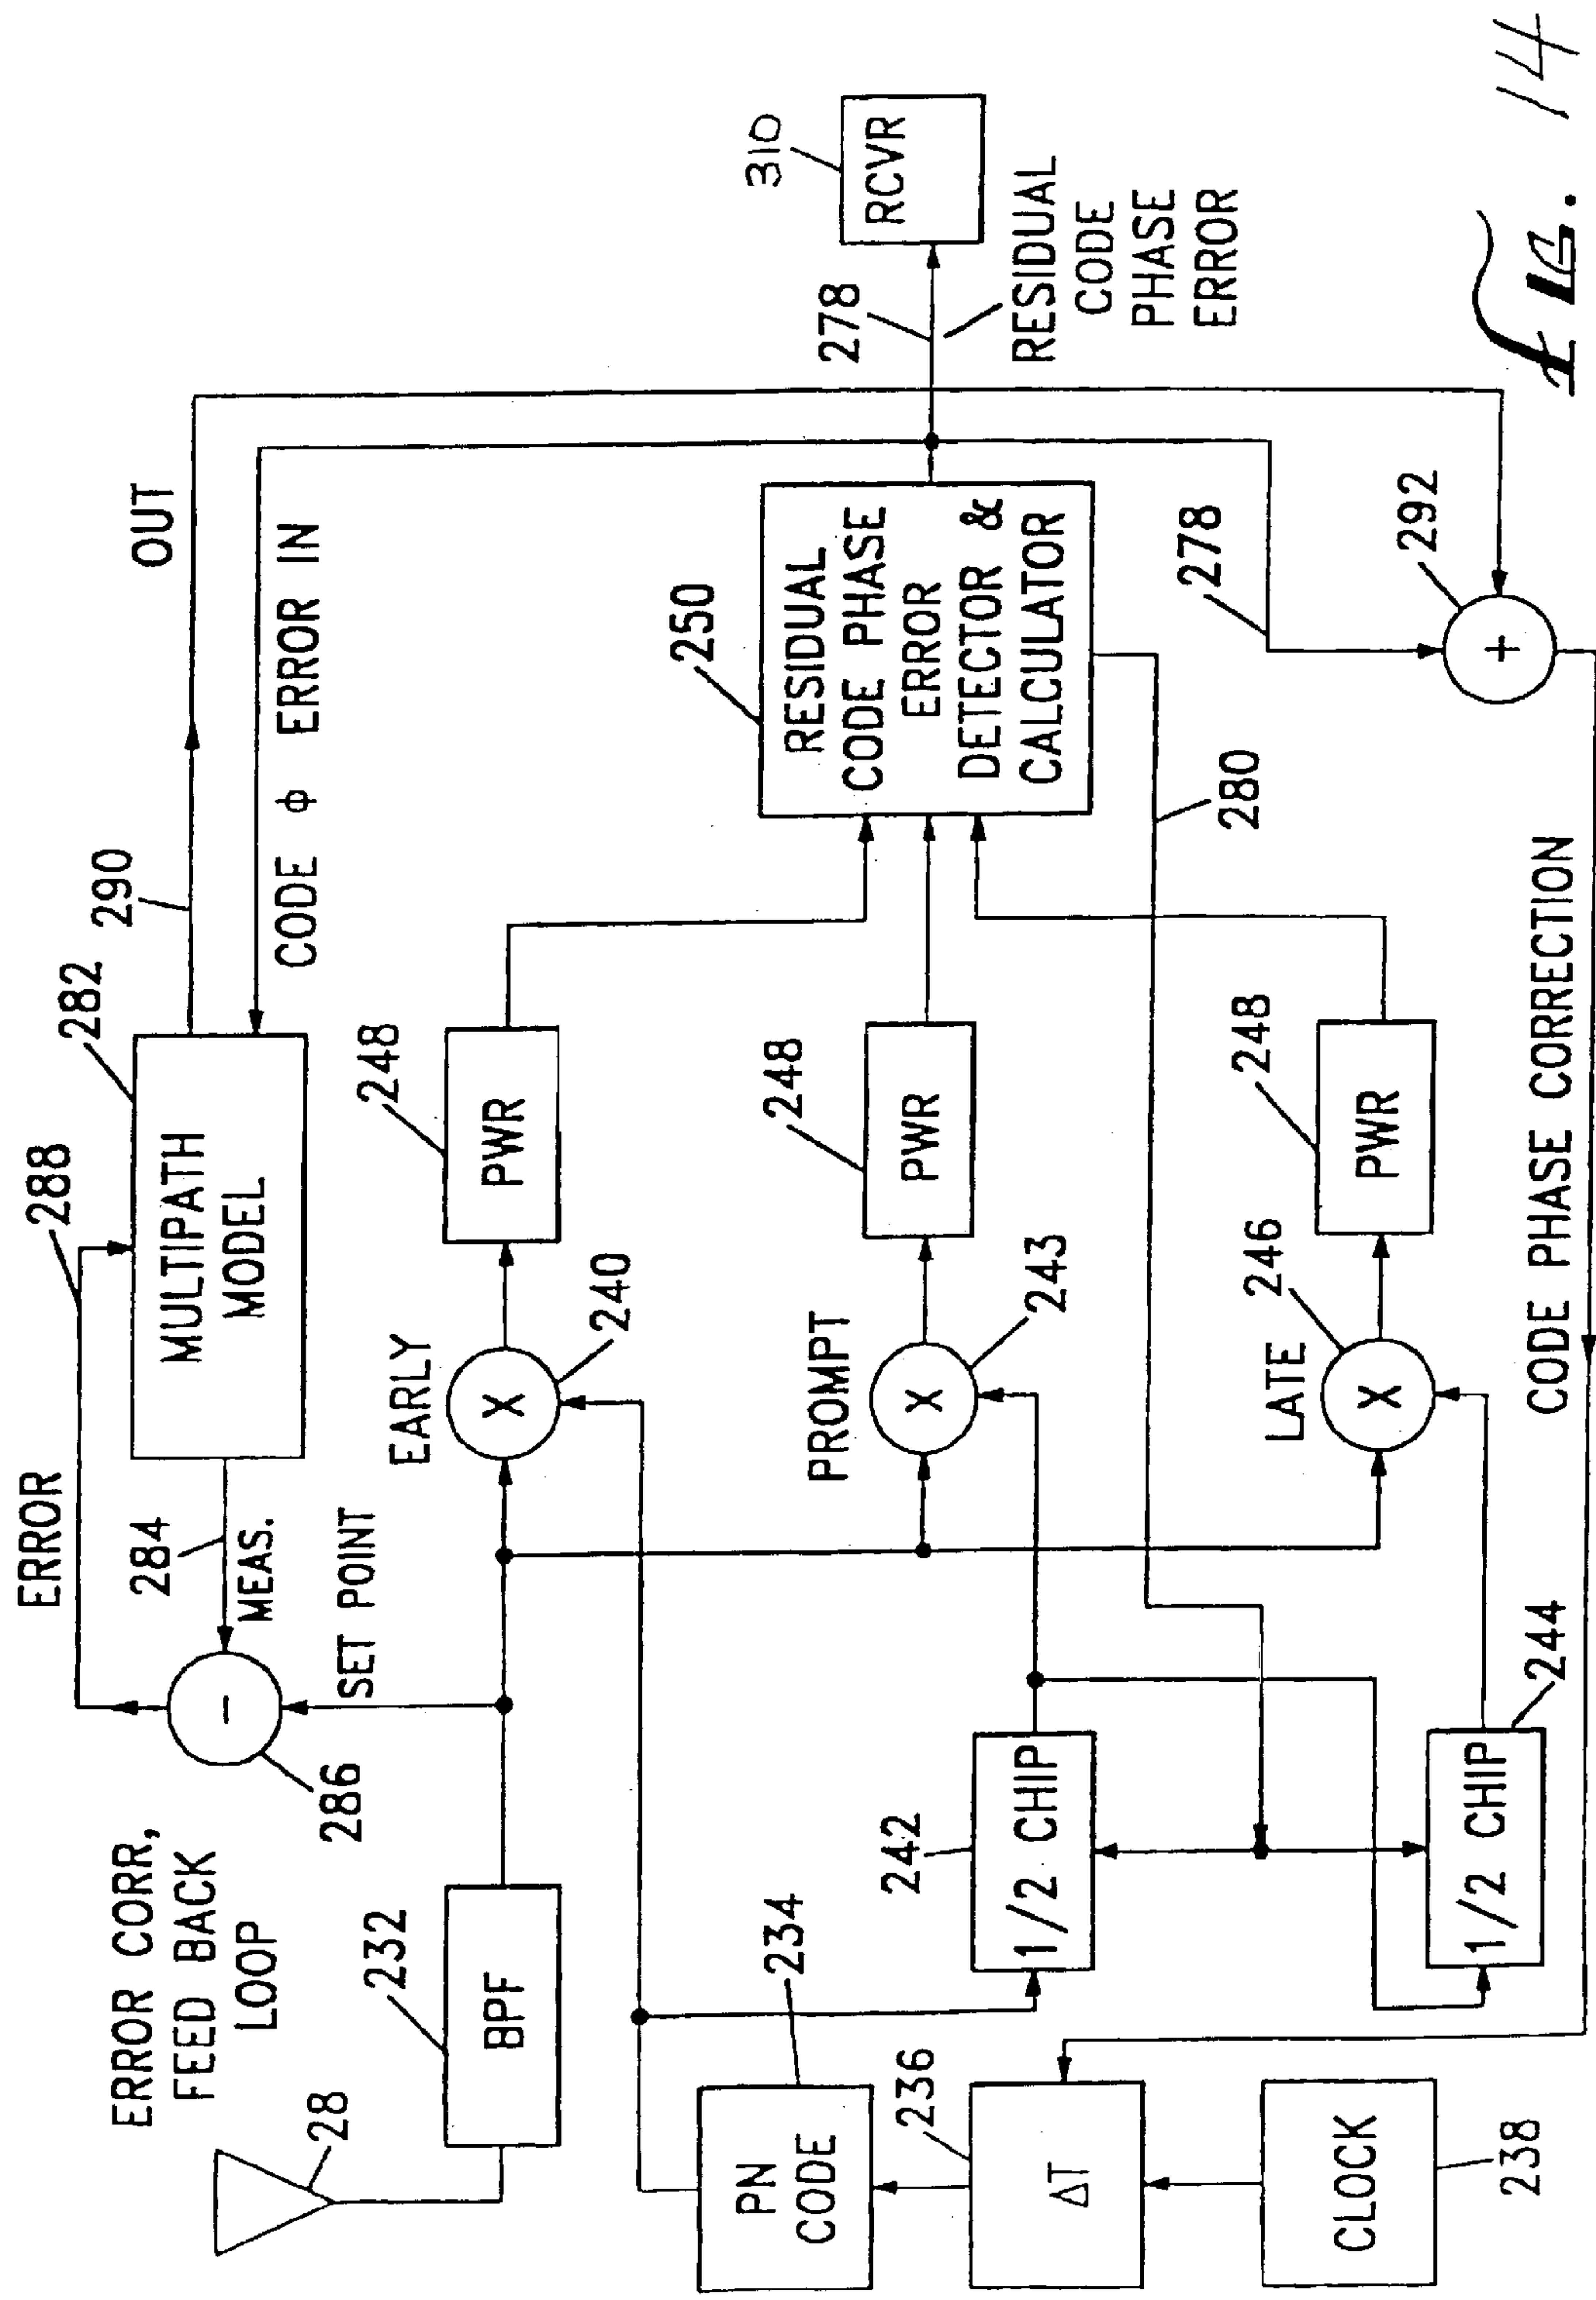 ERROR CORR,
FEED BACK
LOOP
ERROR
288
282
290
OUT
284
MEAS.
286
SET POINT
MULTIPATH
MODEL
CODE φ ERROR IN
28
232
BPF
EARLY
X
240
248
PWR
250
RESIDUAL
CODE PHASE
ERROR
DETECTOR &
CALCULATOR
278
RESIDUAL
CODE
PHASE
ERROR
310
RCVR
234
PN
CODE
PROMPT
X
243
248
PWR
236
ΔT
242
1/2 CHIP
280
278
292
+
-
238
CLOCK
244
1/2 CHIP
LATE
X
246
248
PWR
CODE PHASE CORRECTION
FIG. 14